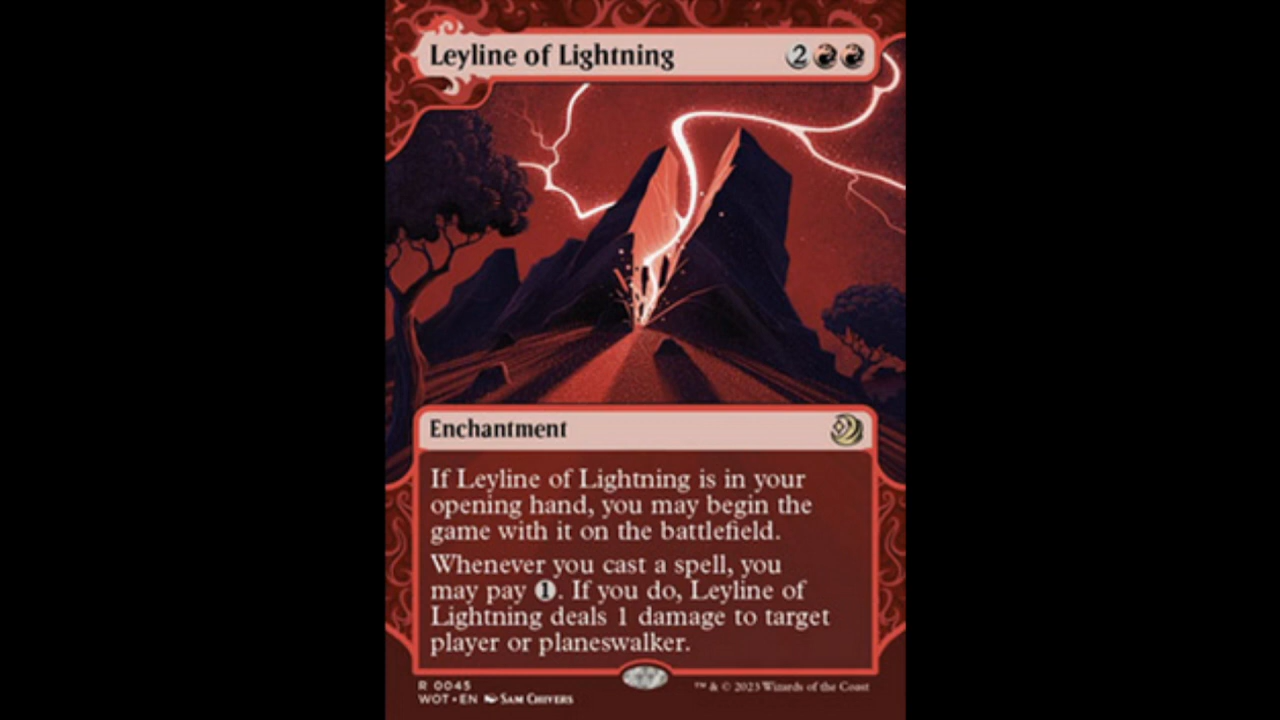 Leyline of Lightning 2
Enchantment
If Leyline of Lightning is in your
opening hand, you may begin the
game with it on the battlefield.
Whenever you cast a spell, you
may pay 1. If you do, Leyline of
Lightning deals 1 damage to target
player or planeswalker.
R 0045
WOT • EN Sam Chivers
™ & © 2023 Wizards of the Coast